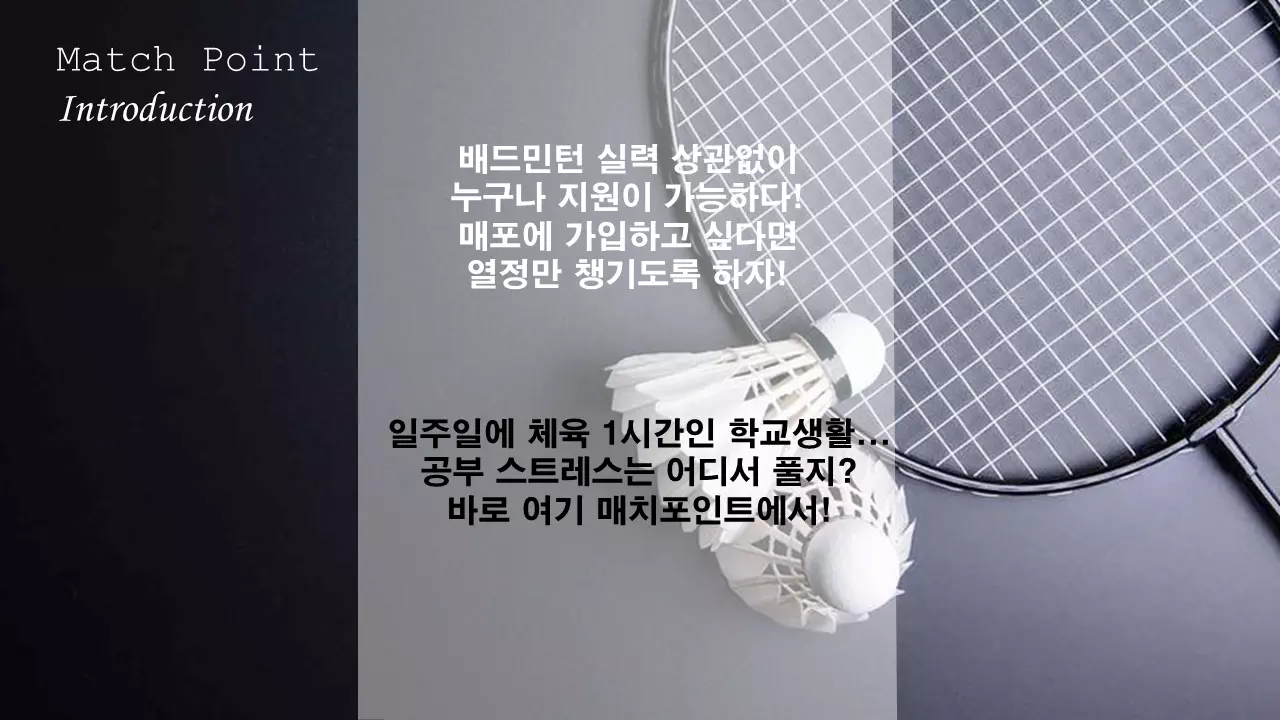 Match Point
Introduction
배드민턴 실력 상관없이
누구나 지원이 가능하다!
매포에 가입하고 싶다면
열정만 챙기도록 하자!
일주일에 체육 1시간인 학교생활...
공부 스트레스는 어디서 풀지?
바로 여기 매치포인트에서!